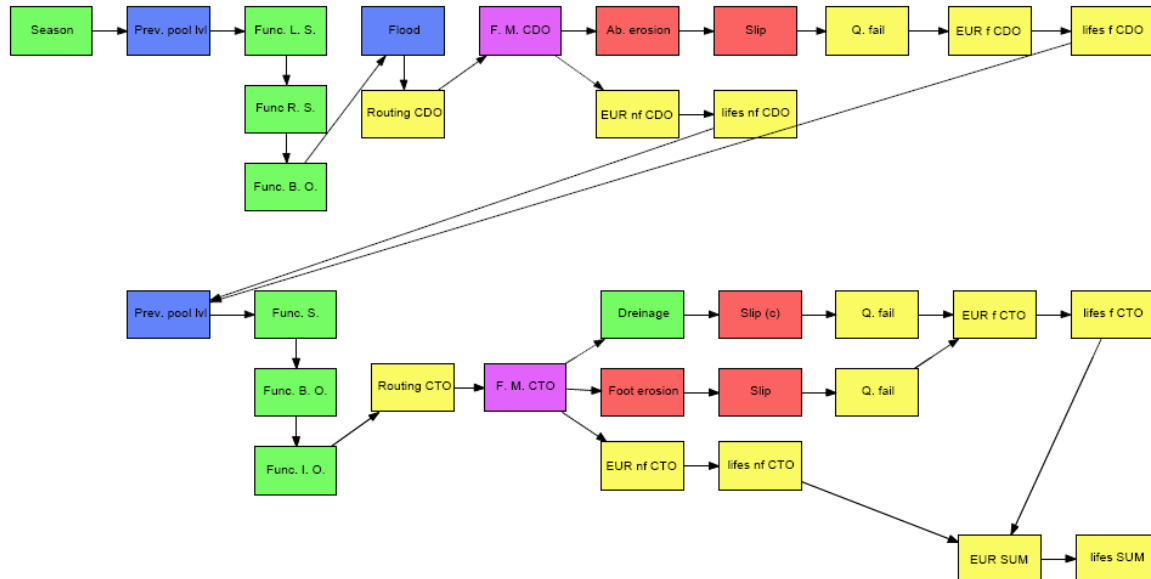 Season
Prev. pool lvl
Func. L. S.
Flood
F. M. CDO
Ab. erosion
Slip
Q. fail
EUR f CDO
lifes f CDO
Func R. S.
Routing CDO
EUR nf CDO
lifes nf CDO
Func. B. O.
Prev. pool lvl
Func. S.
Dreinage
Slip (c)
Q. fail
EUR f CTO
lifes f CTO
Func. B. O.
Routing CTO
F. M. CTO
Foot erosion
Slip
Q. fail
Func. I. O.
EUR nf CTO
lifes nf CTO
EUR SUM
lifes SUM